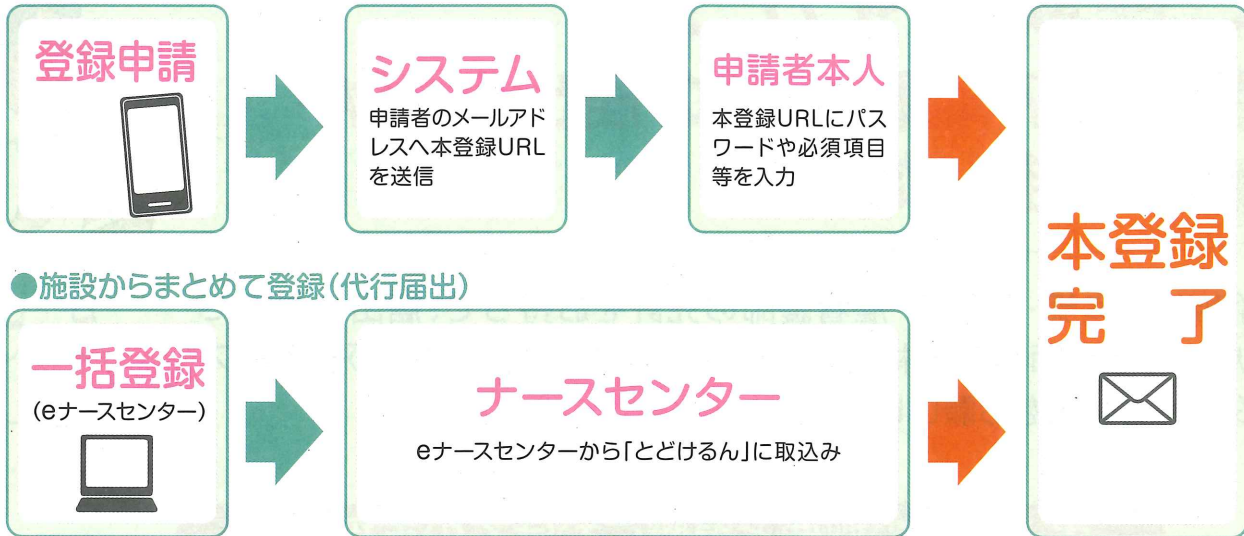 登録申請
システム
申請者のメールアド
レスへ本登録URL
を送信
申請者本人
本登録URLにパス
ワードや必須項目
等を入力
●施設からまとめて登録(代行届出)
一括登録
(eナースセンター)
ナースセンター
eナースセンターから「とどけるん」に取込み
本登録
完了